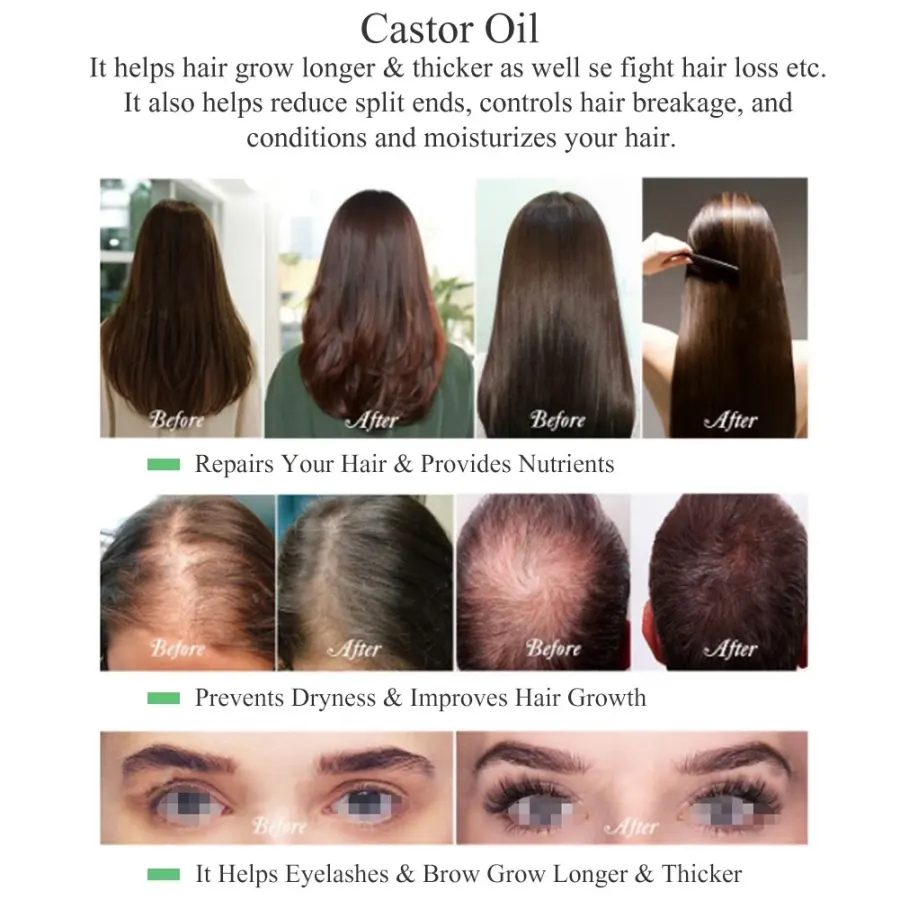 Castor Oil
It helps hair grow longer & thicker as well se fight hair loss etc.
It also helps reduce split ends, controls hair breakage, and
conditions and moisturizes your hair.
Before After Before After
Repairs Your Hair & Provides Nutrients
Before After Before After
Prevents Dryness & Improves Hair Growth
Before After
It Helps Eyelashes & Brow Grow Longer & Thicker